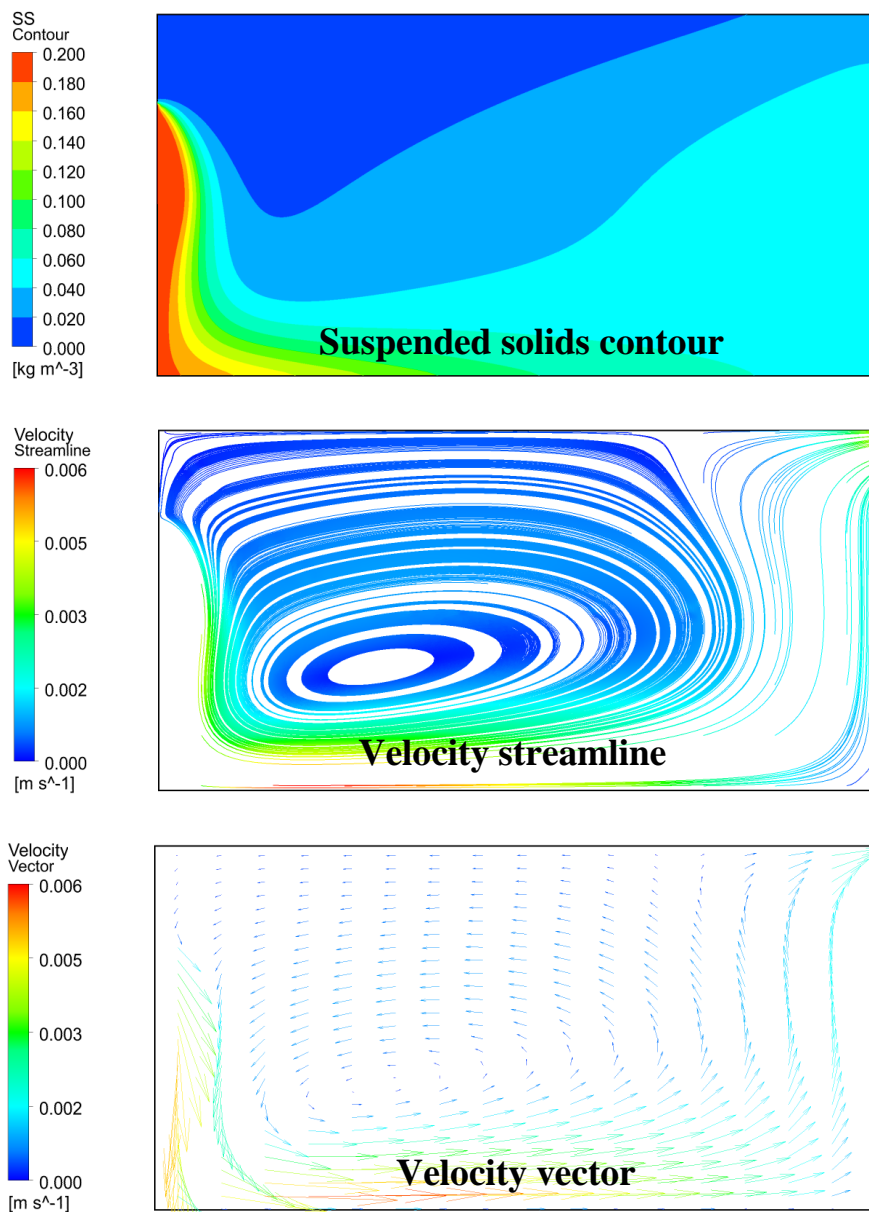 SS
Contour
0.200
0.180
0.160
0.140
0.120
0.100
0.080
0.060
0.040
0.020
0.000
[kg m^-3]
Suspended solids contour
Velocity
Streamline
0.006
0.005
0.003
0.002
0.000
[m s^-1]
Velocity streamline
Velocity
Vector
0.006
0.005
0.003
0.002
0.000
[m s^-1]
Velocity vector